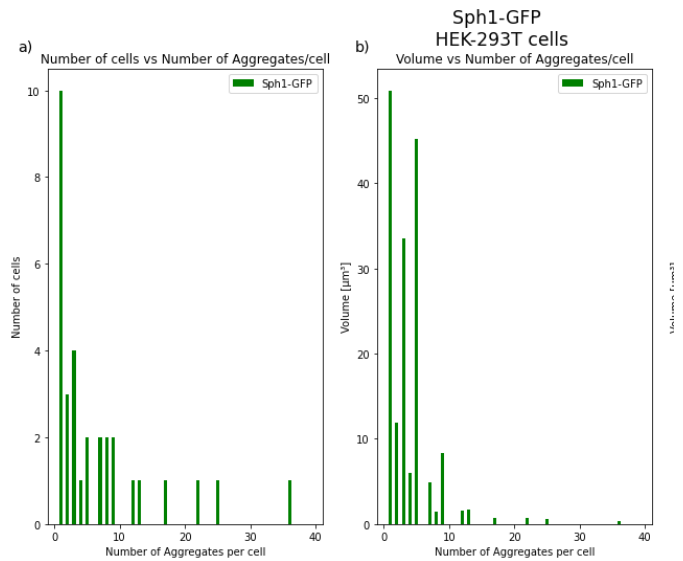 Sph1-GFP
HEK-293T cells
a)
Number of cells vs Number of Aggregates/cell
Sph1-GFP
10
8
6
4
2
0
Number of cells
0 10 20 30 40
Number of Aggregates per cell
b)
Volume vs Number of Aggregates/cell
Sph1-GFP
50
40
30
20
10
0
Volume [μm³]
0 10 20 30 40
Number of Aggregates per cell